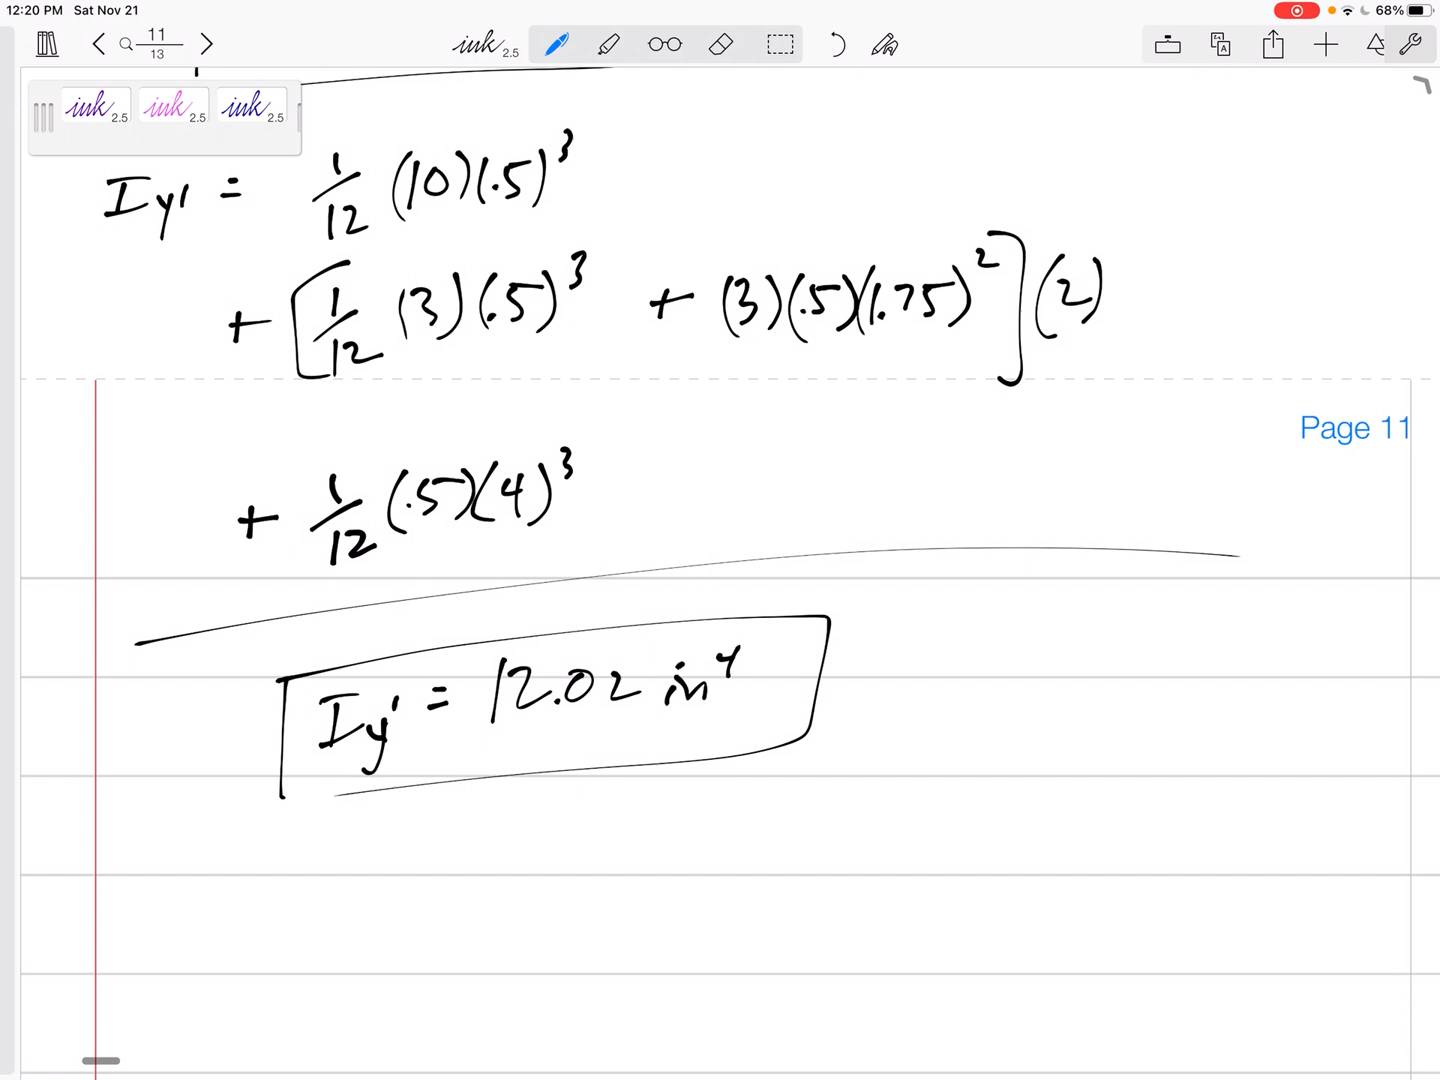 12:20 PM Sat Nov 21
68%
11
13
ink 2.5
ink 2.5 ink 2.5 ink 2.5
Iy' = 1/12 (10)(.5)³
+ [1/12 (3)(.5)³ + (3)(.5)(1.75)²](2)
Page 11
+ 1/12 (.5)(4)³
Iy' = 12.02 in⁴